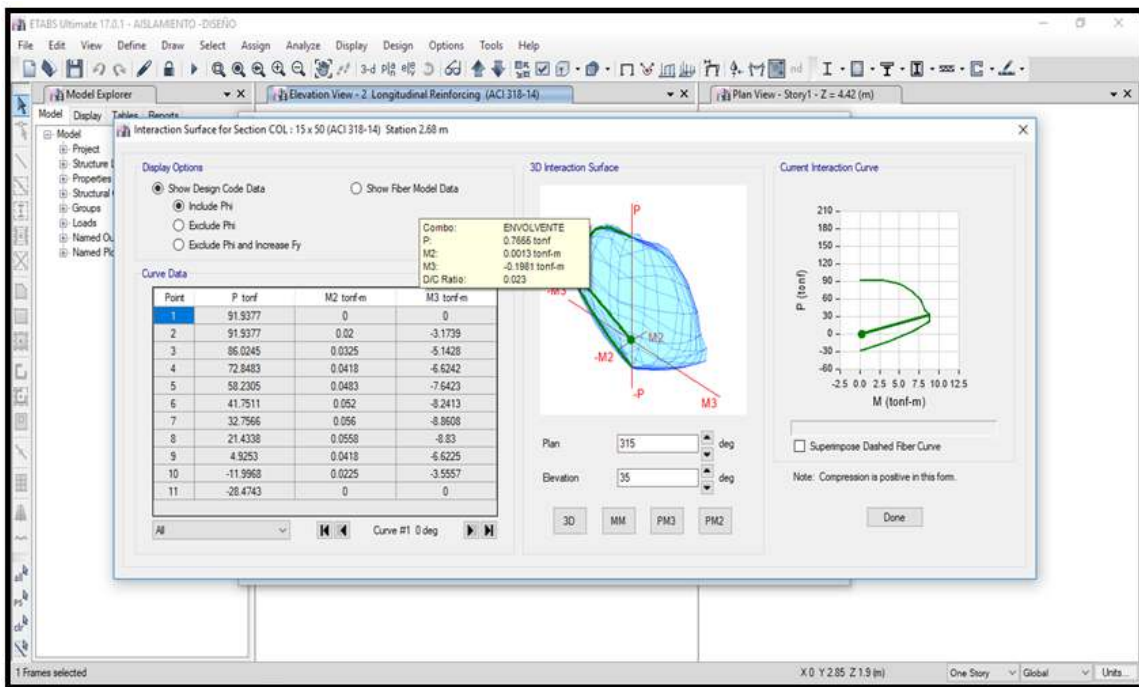 ETABS Ultimate 17.0.1 - AISLAMIENTO -DISEÑO
File Edit View Define Draw Select Assign Analyze Display Design Options Tools Help
3-d
nd
Model Explorer
Elevation View - 2 Longitudinal Reinforcing (ACI 318-14)
Plan View - Story1 - Z = 4.42 (m)
Model Display Tables Reports
Model
Project
Structure
Properties
Structural
Groups
Loads
Named
Named
Interaction Surface for Section COL : 15 x 50 (ACI 318-14) Station 2.68 m
Display Options
Show Design Code Data
Show Fiber Model Data
Include Phi
Exclude Phi
Exclude Phi and Increase Fy
Curve Data
Point P tonf M2 tonf-m M3 tonf-m
1 91.9377 0 0
2 91.9377 0.02 -3.1739
3 86.0245 0.0325 -5.1428
4 72.8483 0.0418 -6.6242
5 58.2305 0.0483 -7.6423
6 41.7511 0.052 -8.2413
7 32.7566 0.056 -8.8608
8 21.4338 0.0558 -8.83
9 4.9253 0.0418 -6.6225
10 -11.9968 0.0225 -3.5557
11 -28.4743 0 0
All
Curve #1 0 deg
3D Interaction Surface
P
-M3
M2
-M2
-P
M3
Combo: ENVOLVENTE
P: 0.7666 tonf
M2: 0.0013 tonf-m
M3: -0.1981 tonf-m
D/C Ratio: 0.023
Plan 315 deg
Elevation 35 deg
3D MM PM3 PM2
Current Interaction Curve
P (tonf)
210
180
150
120
90
60
30
0
-30
-60
-2.5 0.0 2.5 5.0 7.5 10.0 12.5
M (tonf-m)
Superimpose Dashed Fiber Curve
Note: Compression is positive in this form.
Done
all
PS
clr
1 Frames selected
X 0 Y 2.85 Z 1.9 (m)
One Story
Global
Units...